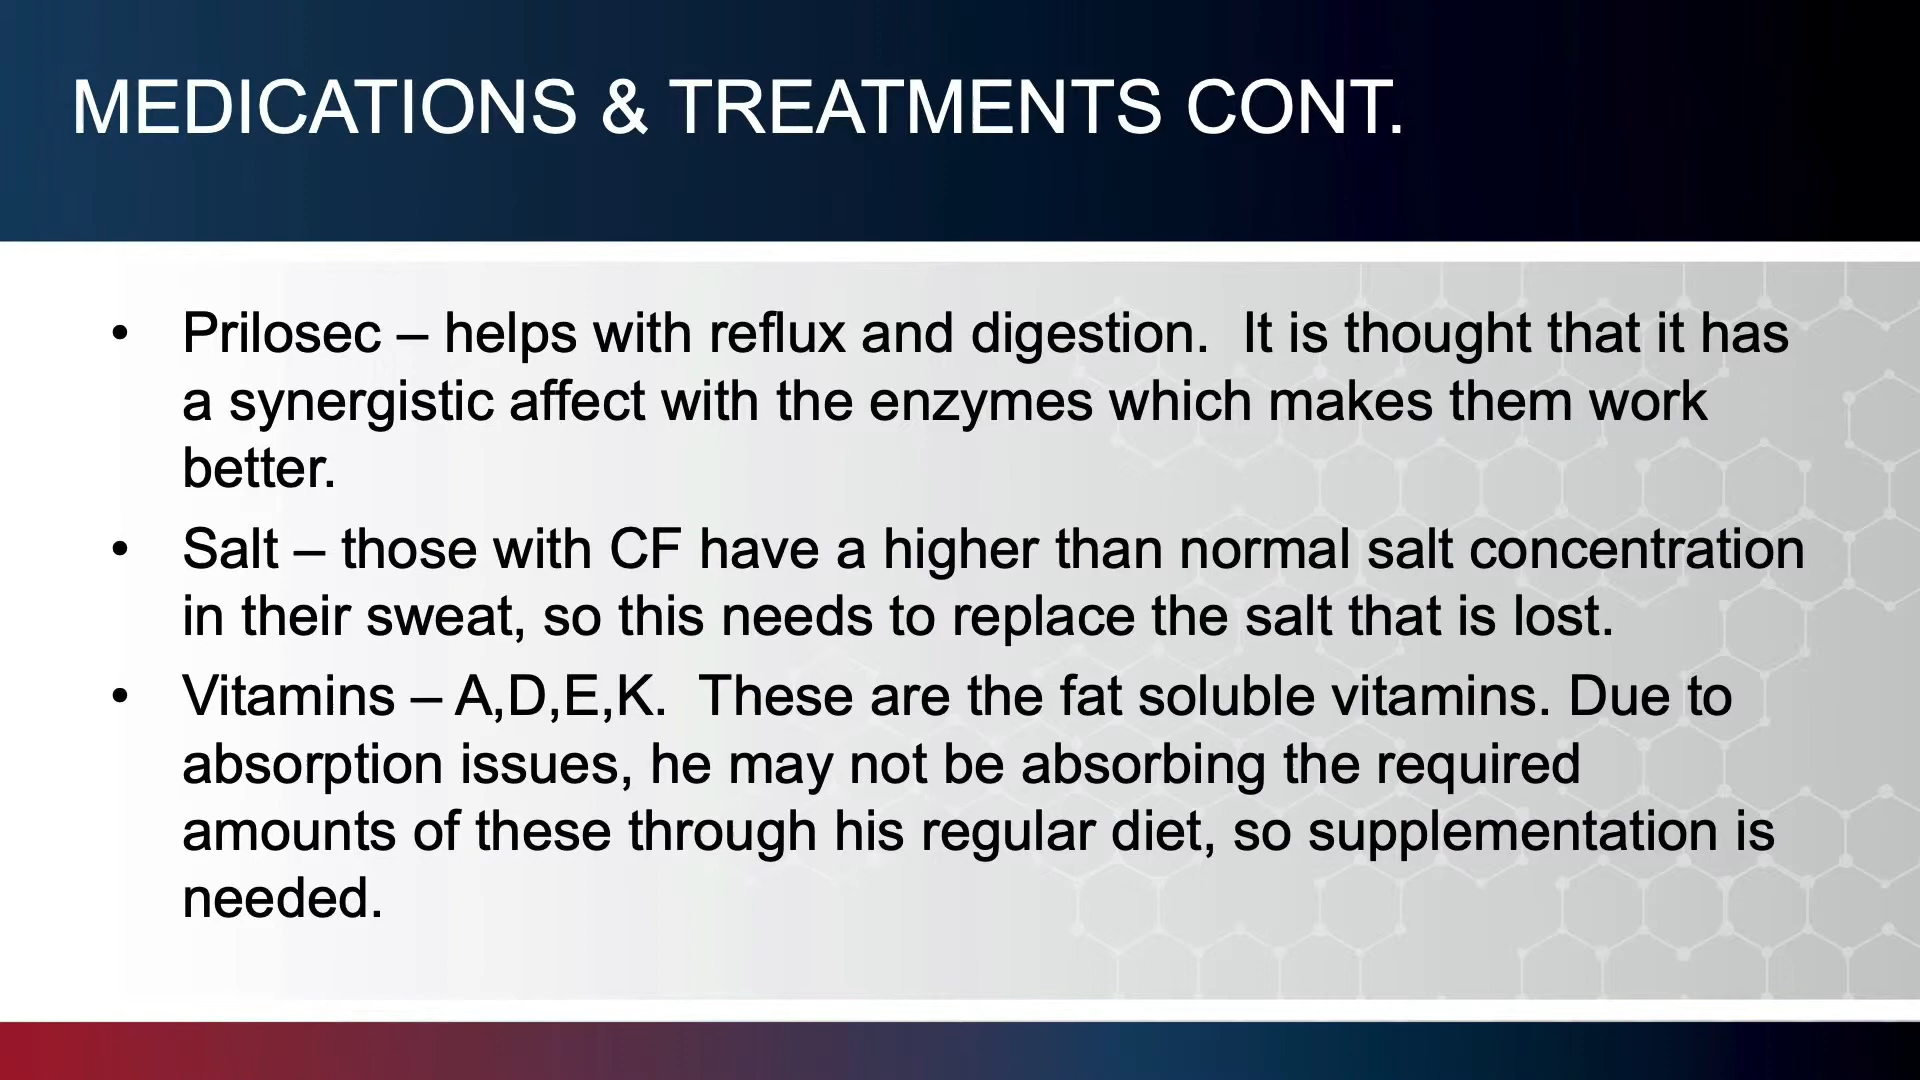 MEDICATIONS & TREATMENTS CONT.
• Prilosec – helps with reflux and digestion.  It is thought that it has
a synergistic affect with the enzymes which makes them work
better.
• Salt – those with CF have a higher than normal salt concentration
in their sweat, so this needs to replace the salt that is lost.
• Vitamins – A,D,E,K.  These are the fat soluble vitamins. Due to
absorption issues, he may not be absorbing the required
amounts of these through his regular diet, so supplementation is
needed.